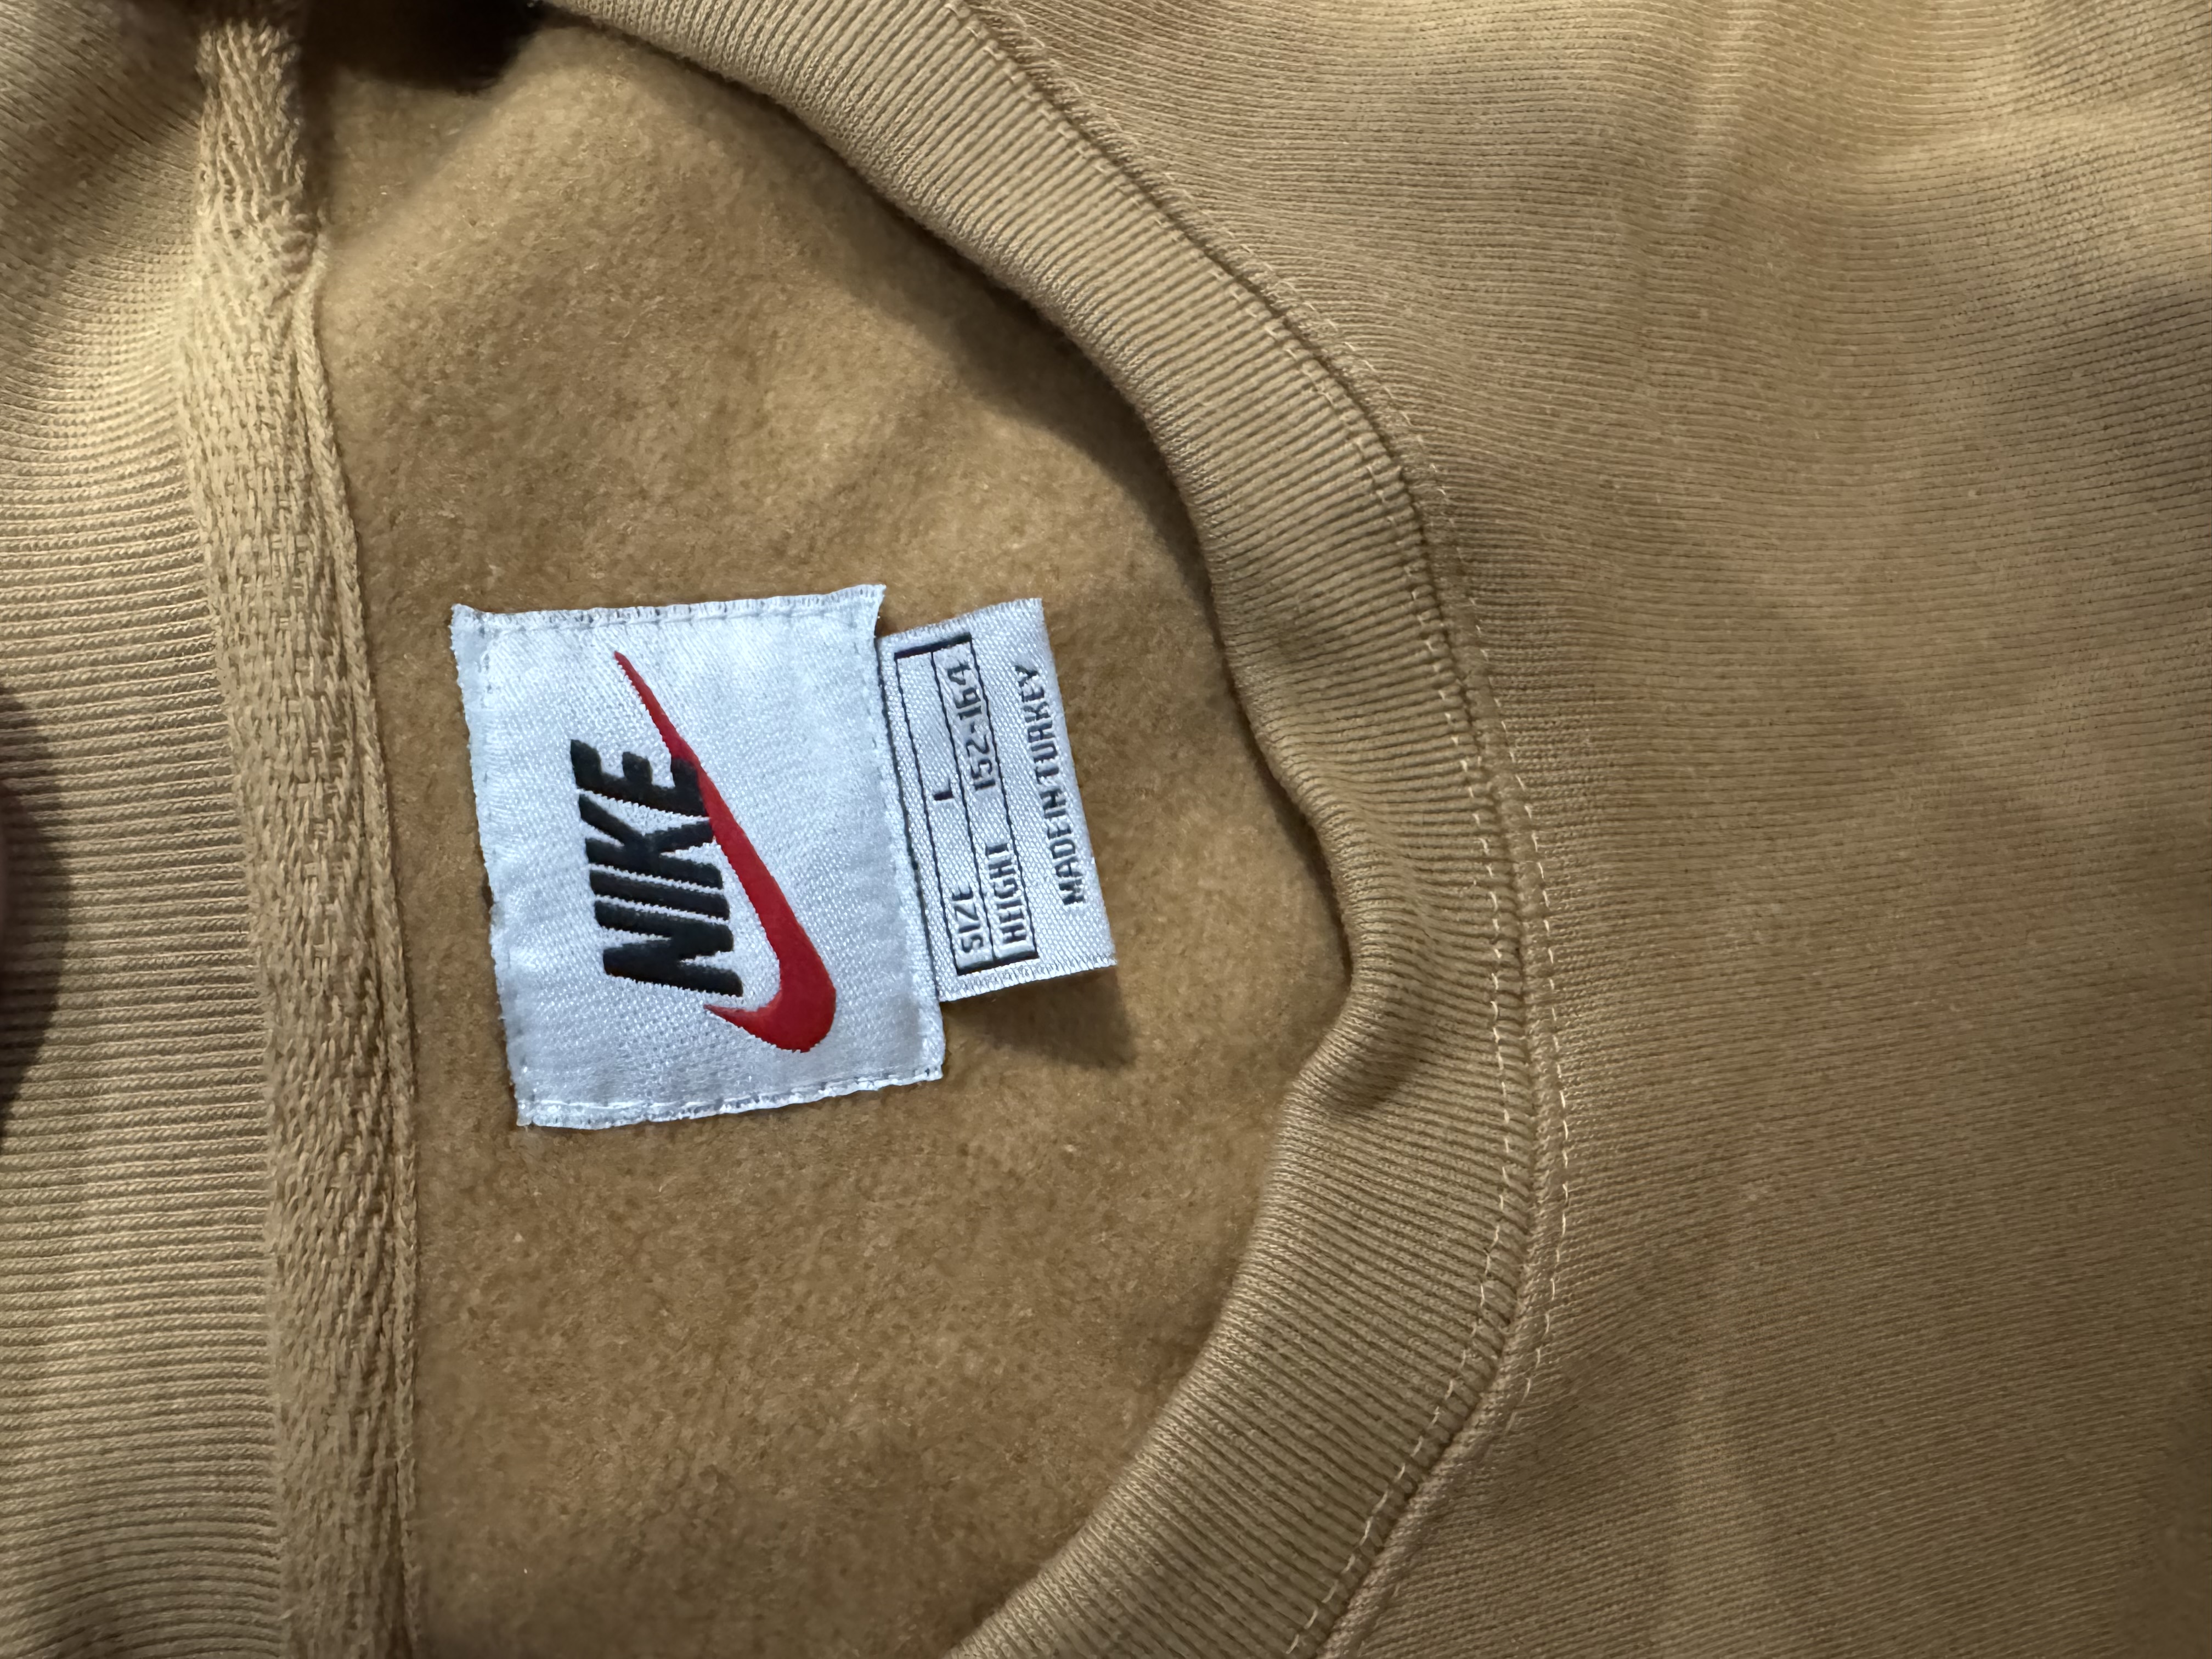 NIKE
SIZE L
HEIGHT 152-164
MADE IN TURKEY